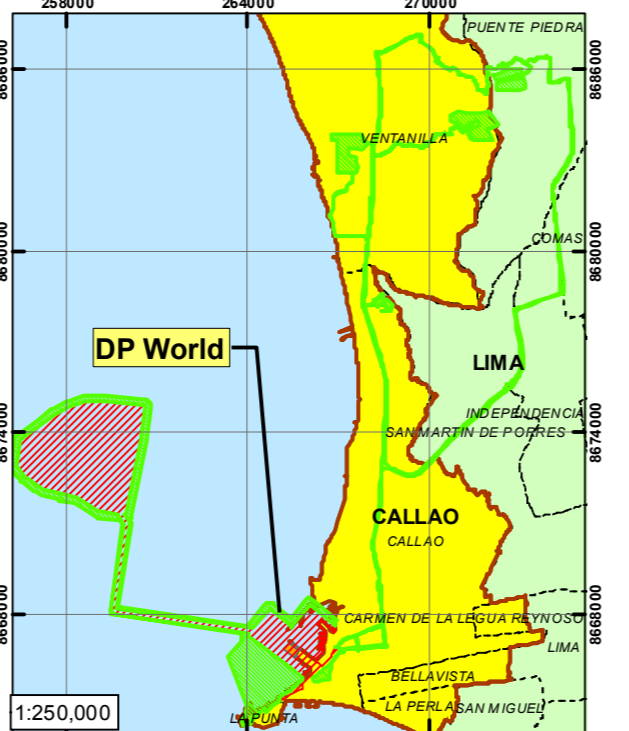 258000
264000
270000
PUENTE PIEDRA
8686000
8686000
VENTANILLA
8680000
COMAS
8680000
DP World
LIMA
INDEPENDENCIA
8674000
SAN MARTIN DE PORRES
8674000
CALLAO
CALLAO
8668000
CARMEN DE LA LEGUA REYNOSO
8668000
LIMA
BELLAVISTA
LA PERLA
SAN MIGUEL
1:250,000
LA PUNTA